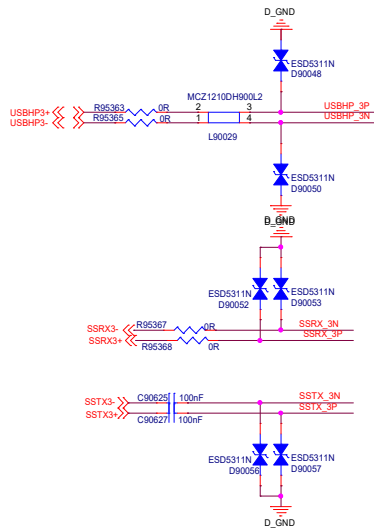 D_GND
ESD5311N
D90048
MCZ1210DH900L2
USBHP3+ R95363 0R 2 3 USBHP_3P
USBHP3- R95365 0R 1 4 USBHP_3N
L90029
ESD5311N
D90050
D_GND
D_GND
ESD5311N ESD5311N
D90052 D90053
SSRX3- R95367 0R SSRX_3N
SSRX3+ R95368 0R SSRX_3P
SSTX3- C90625 100nF SSTX_3N
SSTX3+ C90627 100nF SSTX_3P
ESD5311N ESD5311N
D90056 D90057
D_GND